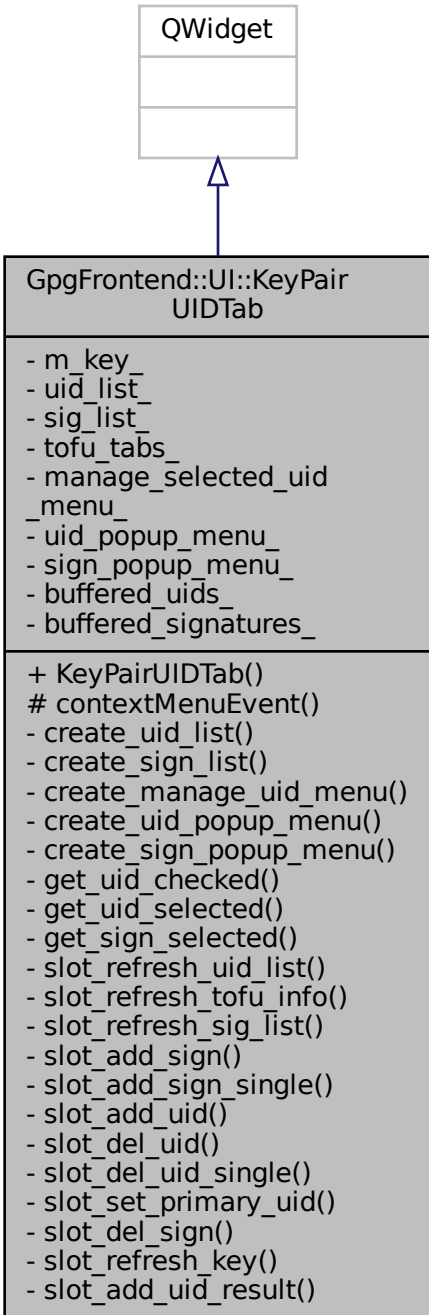 QWidget
GpgFrontend::UI::KeyPair
UIDTab
- m_key_
- uid_list_
- sig_list_
- tofu_tabs_
- manage_selected_uid
_menu_
- uid_popup_menu_
- sign_popup_menu_
- buffered_uids_
- buffered_signatures_
+ KeyPairUIDTab()
# contextMenuEvent()
- create_uid_list()
- create_sign_list()
- create_manage_uid_menu()
- create_uid_popup_menu()
- create_sign_popup_menu()
- get_uid_checked()
- get_uid_selected()
- get_sign_selected()
- slot_refresh_uid_list()
- slot_refresh_tofu_info()
- slot_refresh_sig_list()
- slot_add_sign()
- slot_add_sign_single()
- slot_add_uid()
- slot_del_uid()
- slot_del_uid_single()
- slot_set_primary_uid()
- slot_del_sign()
- slot_refresh_key()
- slot_add_uid_result()